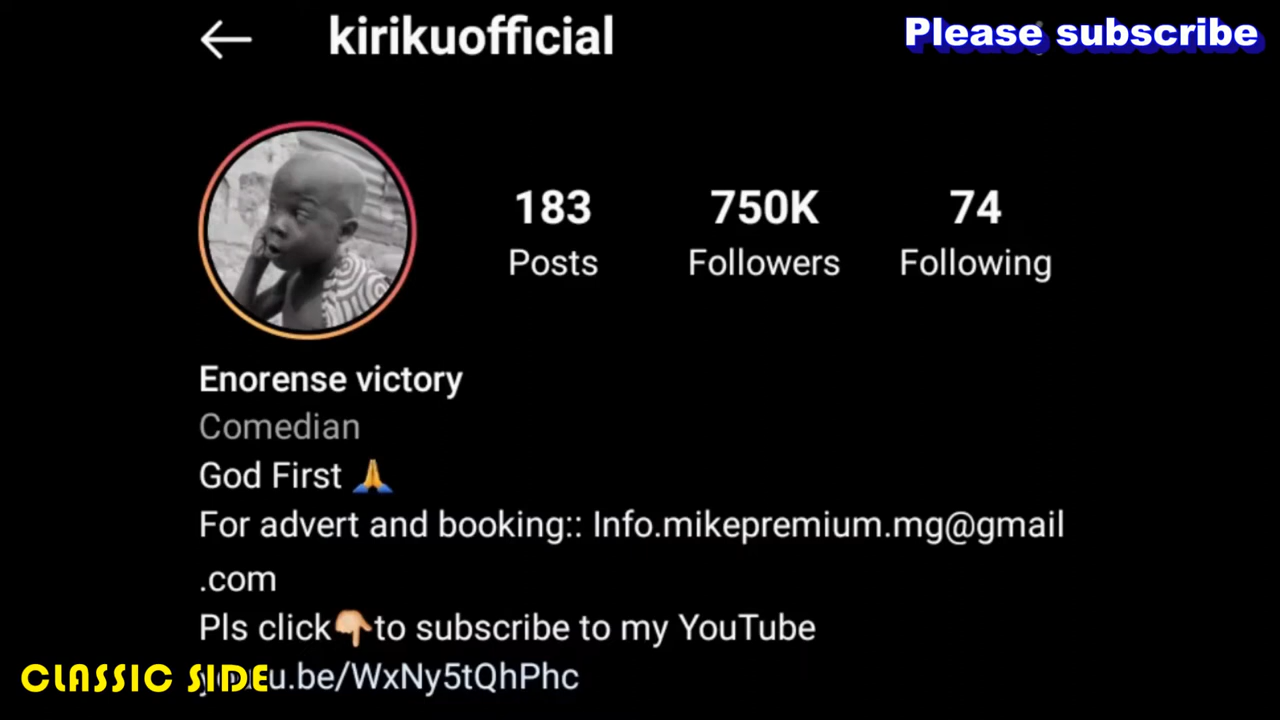 kirikuofficial
Please subscribe
183 750K 74
Posts Followers Following
Enorense victory
Comedian
God First 🙏
For advert and booking:: Info.mikepremium.mg@gmail
.com
Pls click👇to subscribe to my YouTube
CLASSIC SIDE
youtu.be/WxNy5tQhPhc